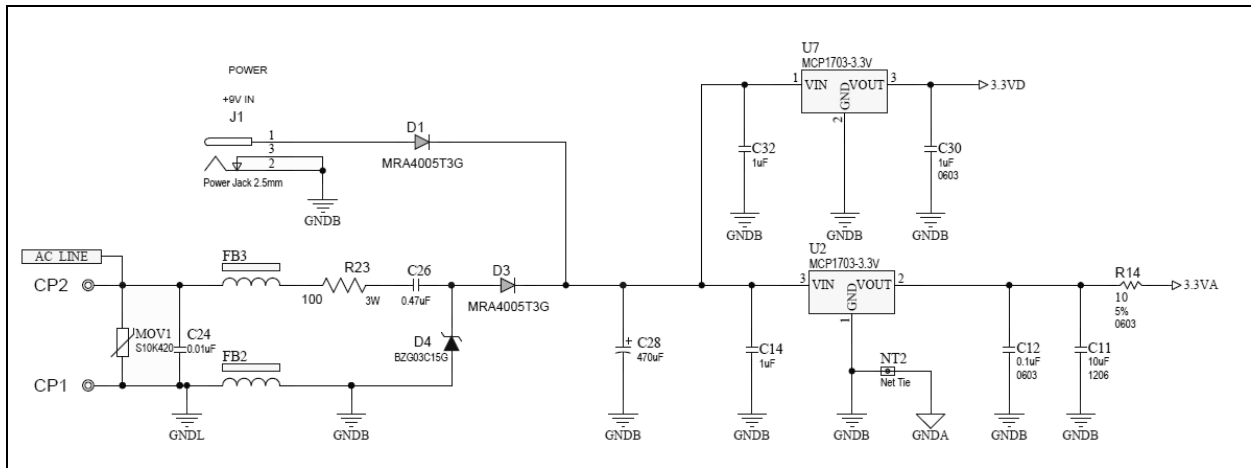 POWER
+9V IN
J1
1
3
2
Power Jack 2.5mm
GNDB
D1
MRA4005T3G
U7
MCP1703-3.3V
1
VIN
VOUT
3
GND
2
3.3VD
C32
1uF
C30
1uF
0603
GNDB
GNDB
GNDB
AC LINE
CP2
FB3
R23
100
3W
C26
0.47uF
D3
MRA4005T3G
MOV1
S10K420
C24
0.01uF
FB2
D4
BZG03C15G
CP1
GNDL
GNDB
C28
470uF
GNDB
C14
1uF
GNDB
U2
MCP1703-3.3V
3
VIN
VOUT
2
GND
1
NT2
Net Tie
GNDB
GNDA
C12
0.1uF
0603
GNDB
C11
10uF
1206
GNDB
R14
10
5%
0603
3.3VA